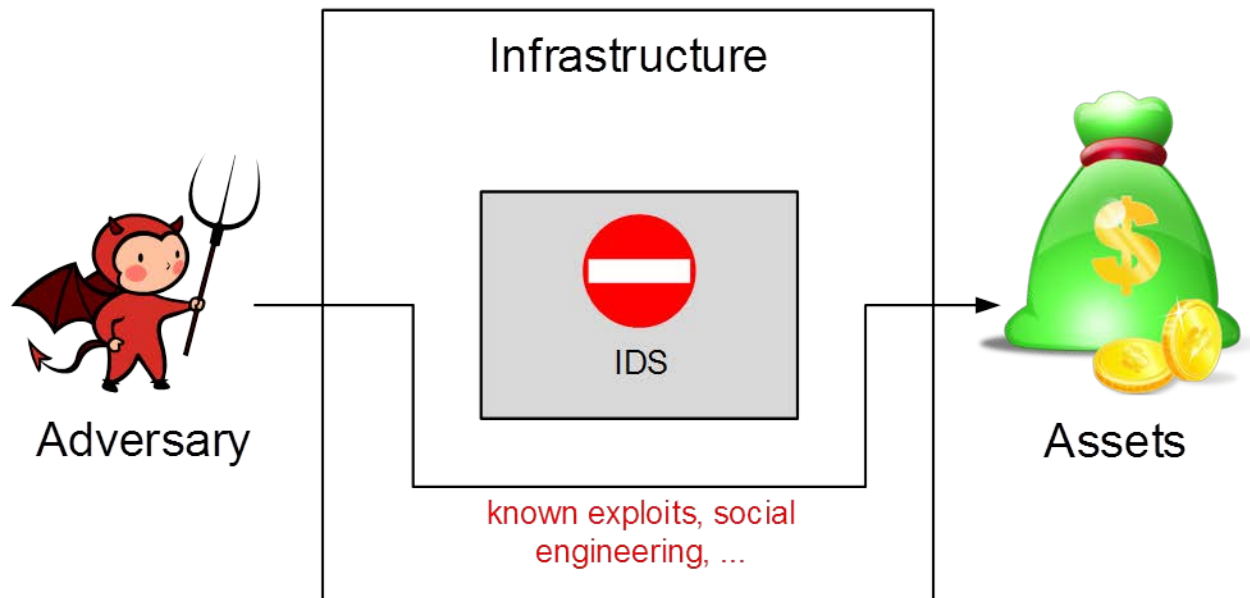 Infrastructure
IDS
Adversary
Assets
known exploits, social
engineering, ...
$